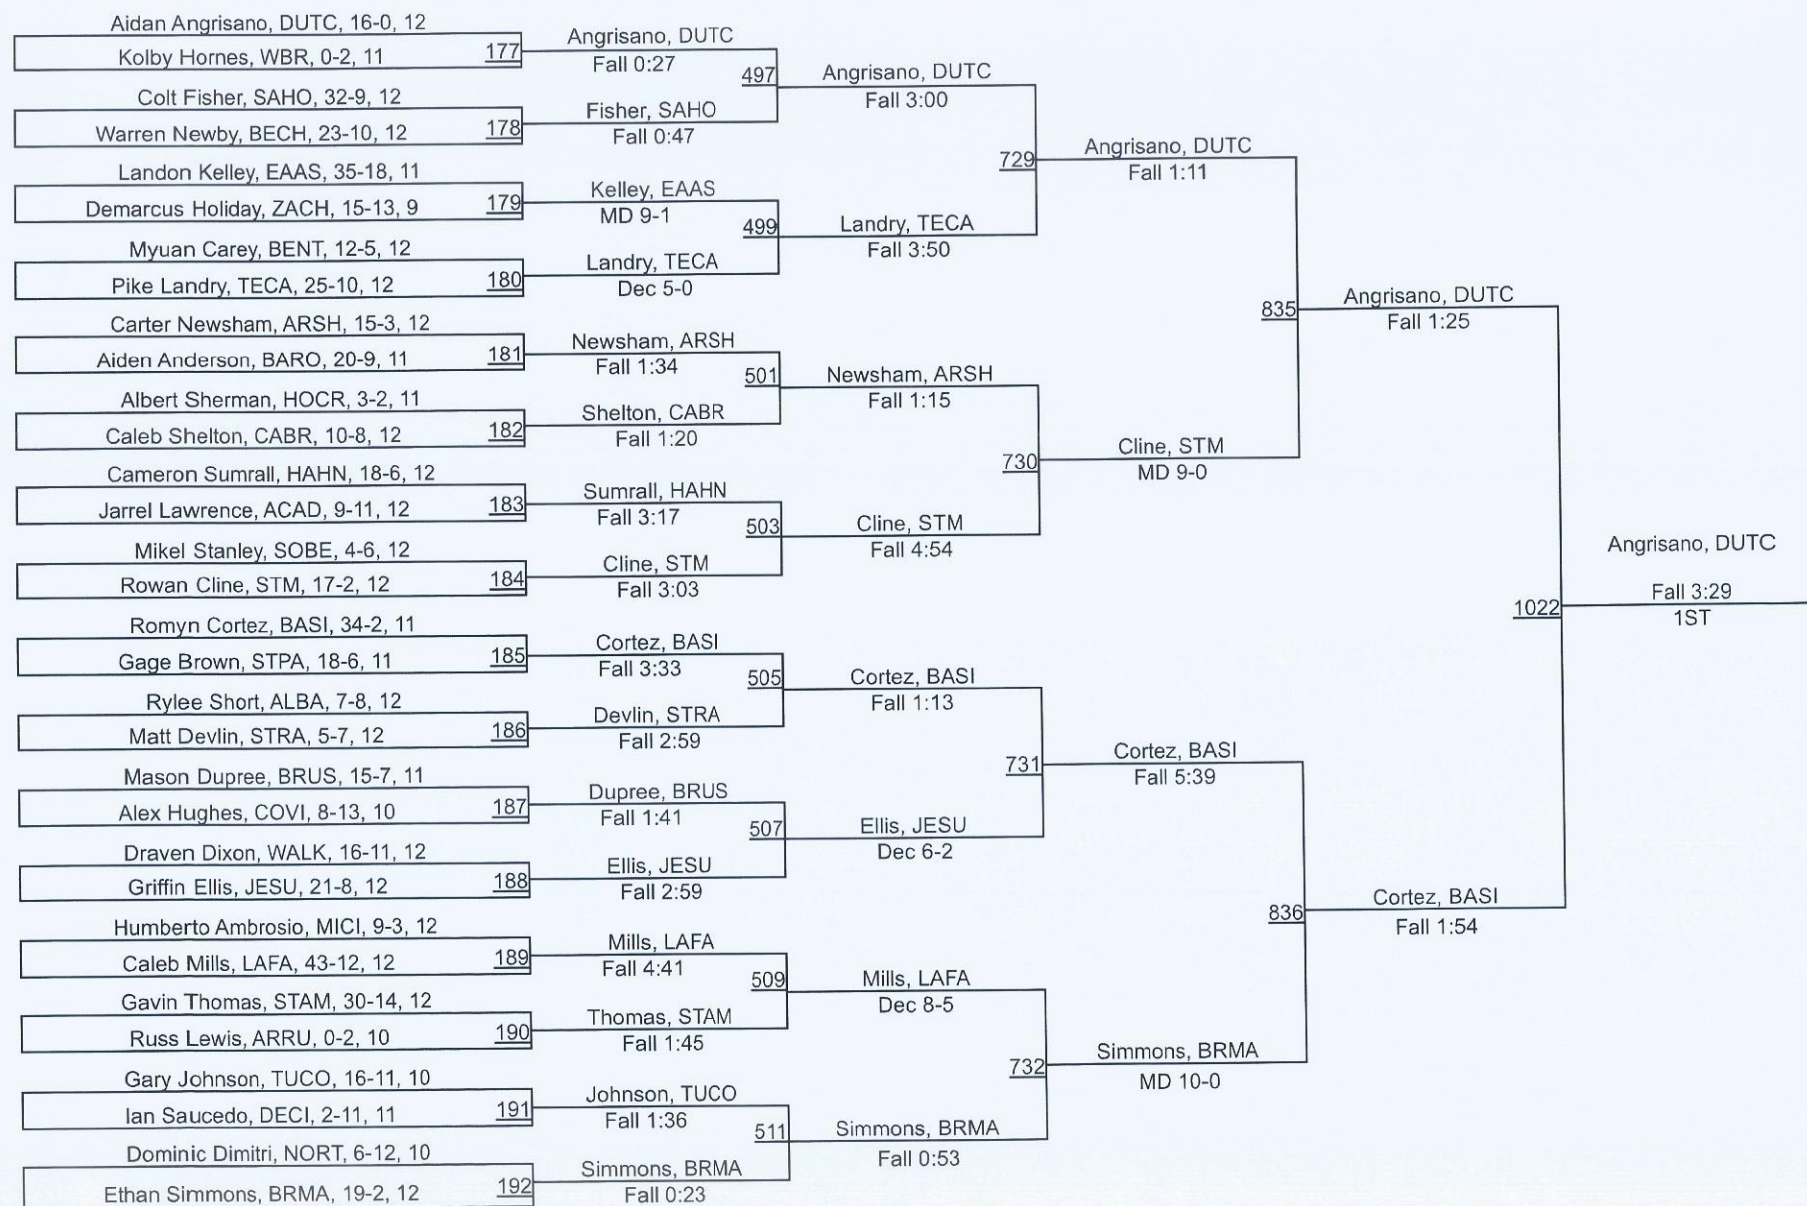 Aidan Angrisano, DUTC, 16-0, 12
Kolby Hornes, WBR, 0-2, 11
177
Colt Fisher, SAHO, 32-9, 12
Warren Newby, BECH, 23-10, 12
178
Landon Kelley, EAAS, 35-18, 11
Demarcus Holiday, ZACH, 15-13, 9
179
Myuan Carey, BENT, 12-5, 12
Pike Landry, TECA, 25-10, 12
180
Carter Newsham, ARSH, 15-3, 12
Aiden Anderson, BARO, 20-9, 11
181
Albert Sherman, HOCR, 3-2, 11
Caleb Shelton, CABR, 10-8, 12
182
Cameron Sumrall, HAHN, 18-6, 12
Jarrel Lawrence, ACAD, 9-11, 12
183
Mikel Stanley, SOBE, 4-6, 12
Rowan Cline, STM, 17-2, 12
184
Romyn Cortez, BASI, 34-2, 11
Gage Brown, STPA, 18-6, 11
185
Rylee Short, ALBA, 7-8, 12
Matt Devlin, STRA, 5-7, 12
186
Mason Dupree, BRUS, 15-7, 11
Alex Hughes, COVI, 8-13, 10
187
Draven Dixon, WALK, 16-11, 12
Griffin Ellis, JESU, 21-8, 12
188
Humberto Ambrosio, MICI, 9-3, 12
Caleb Mills, LAFA, 43-12, 12
189
Gavin Thomas, STAM, 30-14, 12
Russ Lewis, ARRU, 0-2, 10
190
Gary Johnson, TUCO, 16-11, 10
Ian Saucedo, DECI, 2-11, 11
191
Dominic Dimitri, NORT, 6-12, 10
Ethan Simmons, BRMA, 19-2, 12
192
Angrisano, DUTC
Fall 0:27
497
Fisher, SAHO
Fall 0:47
Kelley, EAAS
MD 9-1
499
Landry, TECA
Dec 5-0
Newsham, ARSH
Fall 1:34
501
Shelton, CABR
Fall 1:20
Sumrall, HAHN
Fall 3:17
503
Cline, STM
Fall 3:03
Cortez, BASI
Fall 3:33
505
Devlin, STRA
Fall 2:59
Dupree, BRUS
Fall 1:41
507
Ellis, JESU
Fall 2:59
Mills, LAFA
Fall 4:41
509
Thomas, STAM
Fall 1:45
Johnson, TUCO
Fall 1:36
511
Simmons, BRMA
Fall 0:23
Angrisano, DUTC
Fall 3:00
729
Landry, TECA
Fall 3:50
Newsham, ARSH
Fall 1:15
730
Cline, STM
Fall 4:54
Cortez, BASI
Fall 1:13
731
Ellis, JESU
Dec 6-2
Mills, LAFA
Dec 8-5
732
Simmons, BRMA
Fall 0:53
Angrisano, DUTC
Fall 1:11
835
Cline, STM
MD 9-0
Cortez, BASI
Fall 5:39
836
Simmons, BRMA
MD 10-0
Angrisano, DUTC
Fall 1:25
1022
Cortez, BASI
Fall 1:54
Angrisano, DUTC
Fall 3:29
1ST